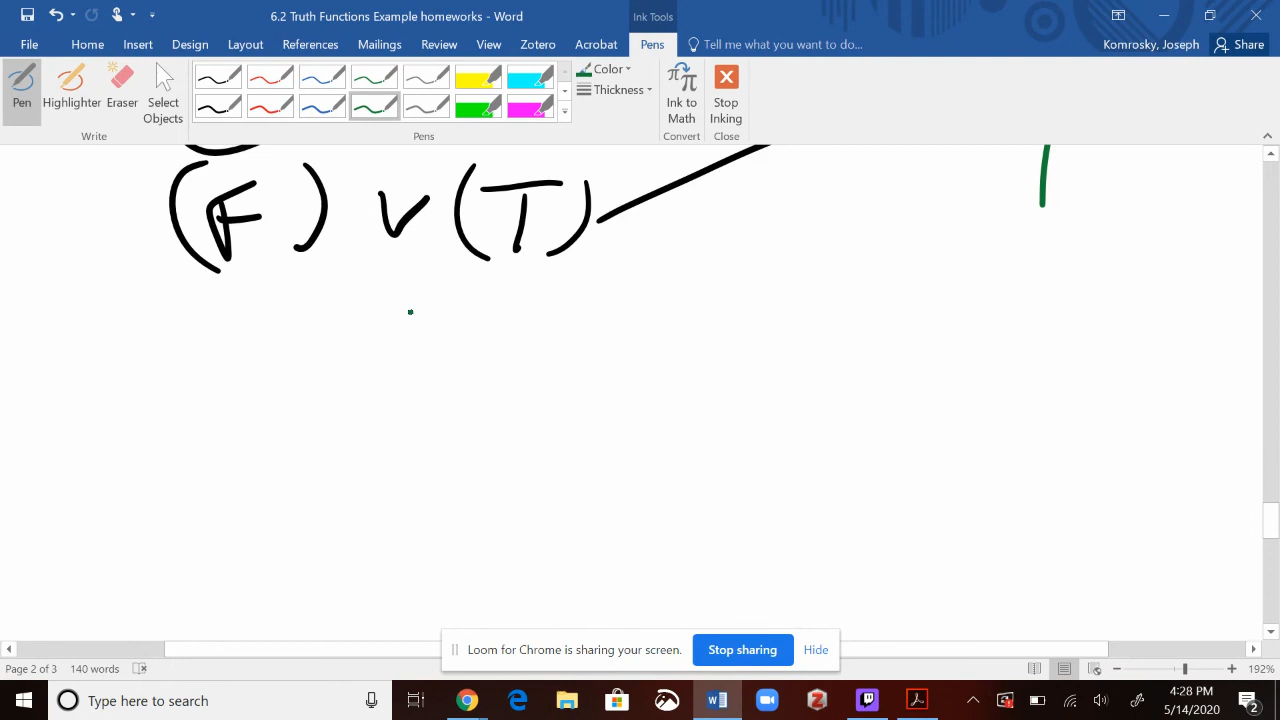 6.2 Truth Functions Example homeworks - Word
Ink Tools
File Home Insert Design Layout References Mailings Review View Zotero Acrobat Pens Tell me what you want to do... Komrosky, Joseph Share
Pen Highlighter Eraser Select Objects
Color
Thickness
Ink to Math
Stop Inking
Write Pens Convert Close
(F) v (T)
Loom for Chrome is sharing your screen. Stop sharing Hide
Page 2 of 3 140 words 192%
Type here to search
4:28 PM
5/14/2020
2